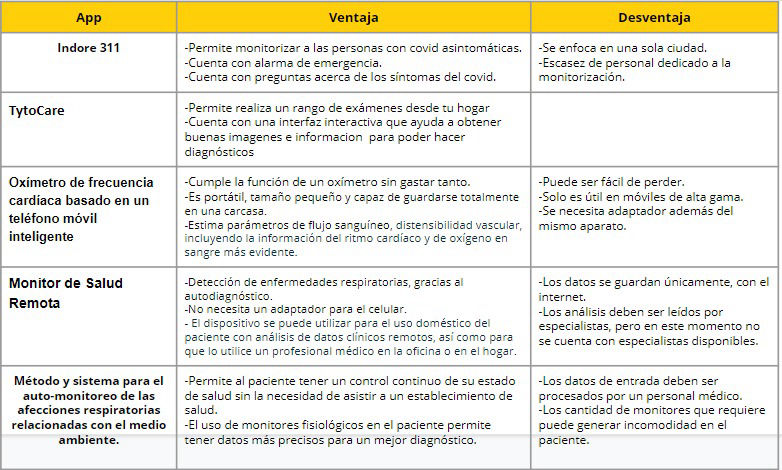 App
Ventaja
Desventaja
Indore 311
-Permite monitorizar a las personas con covid asintomáticas.
-Cuenta con alarma de emergencia.
-Cuenta con preguntas acerca de los síntomas del covid.
-Se enfoca en una sola ciudad.
-Escasez de personal dedicado a la
monitorización.
TytoCare
-Permite realiza un rango de exámenes desde tu hogar
-Cuenta con una interfaz interactiva que ayuda a obtener
buenas imagenes e informacion para poder hacer
diagnósticos
Oxímetro de frecuencia
cardíaca basado en un
teléfono móvil
inteligente
-Cumple la función de un oxímetro sin gastar tanto.
-Es portátil, tamaño pequeño y capaz de guardarse totalmente
en una carcasa.
-Estima parámetros de flujo sanguíneo, distensibilidad vascular,
incluyendo la información del ritmo cardíaco y de oxígeno en
sangre más evidente.
-Puede ser fácil de perder.
-Solo es útil en móviles de alta gama.
-Se necesita adaptador además del
mismo aparato.
Monitor de Salud
Remota
-Detección de enfermedades respiratorias, gracias al
autodiagnóstico.
-No necesita un adaptador para el celular.
- El dispositivo se puede utilizar para el uso doméstico del
paciente con análisis de datos clínicos remotos, así como para
que lo utilice un profesional médico en la oficina o en el hogar.
-Los datos se guardan únicamente, con el
internet.
-Los análisis deben ser leídos por
especialistas, pero en este momento no
se cuenta con especialistas disponibles.
Método y sistema para el
auto-monitoreo de las
afecciones respiratorias
relacionadas con el medio
ambiente.
-Permite al paciente tener un control continuo de su estado
de salud sin la necesidad de asistir a un establecimiento de
salud.
-El uso de monitores fisiológicos en el paciente permite
tener datos más precisos para un mejor diagnóstico.
-Los datos de entrada deben ser
procesados por un personal médico.
-Los cantidad de monitores que requiere
puede generar incomodidad en el
paciente.